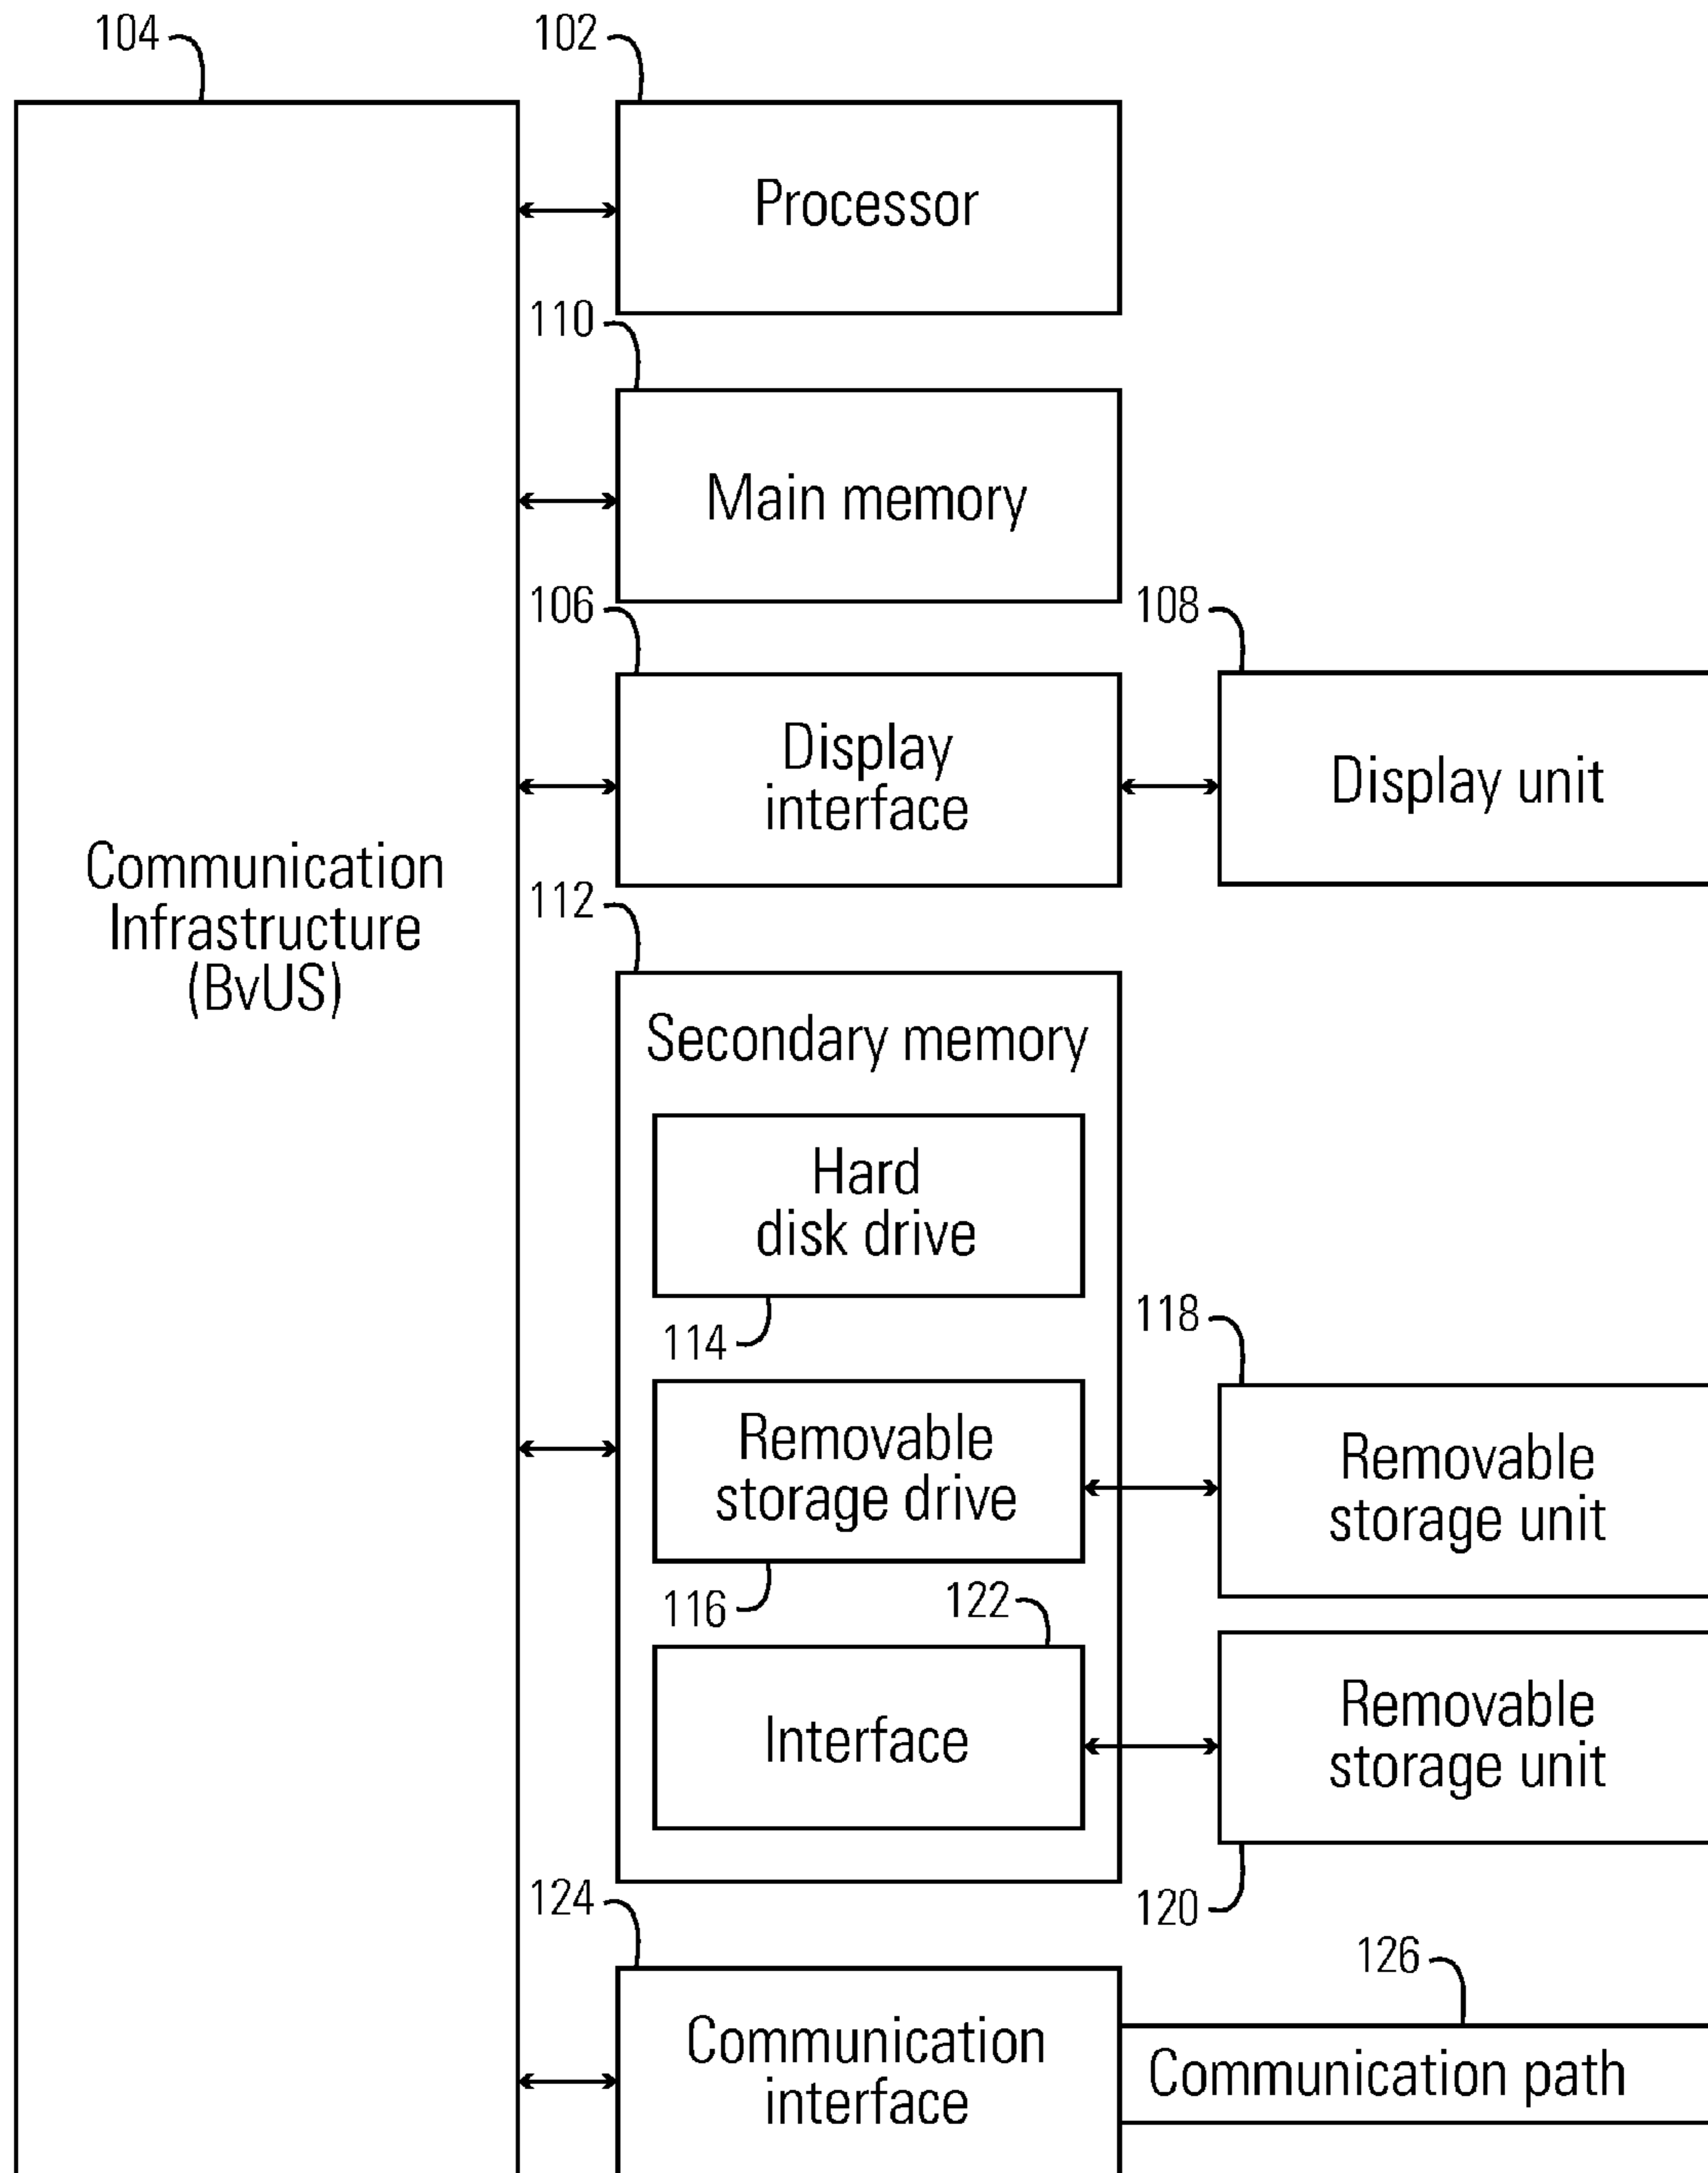 104
102
Processor
110
Main memory
106
108
Display
interface
Display unit
Communication
Infrastructure
(BvUS)
112
Secondary memory
Hard
disk drive
114
118
Removable
storage drive
Removable
storage unit
116
122
Interface
Removable
storage unit
120
124
126
Communication
interface
Communication path